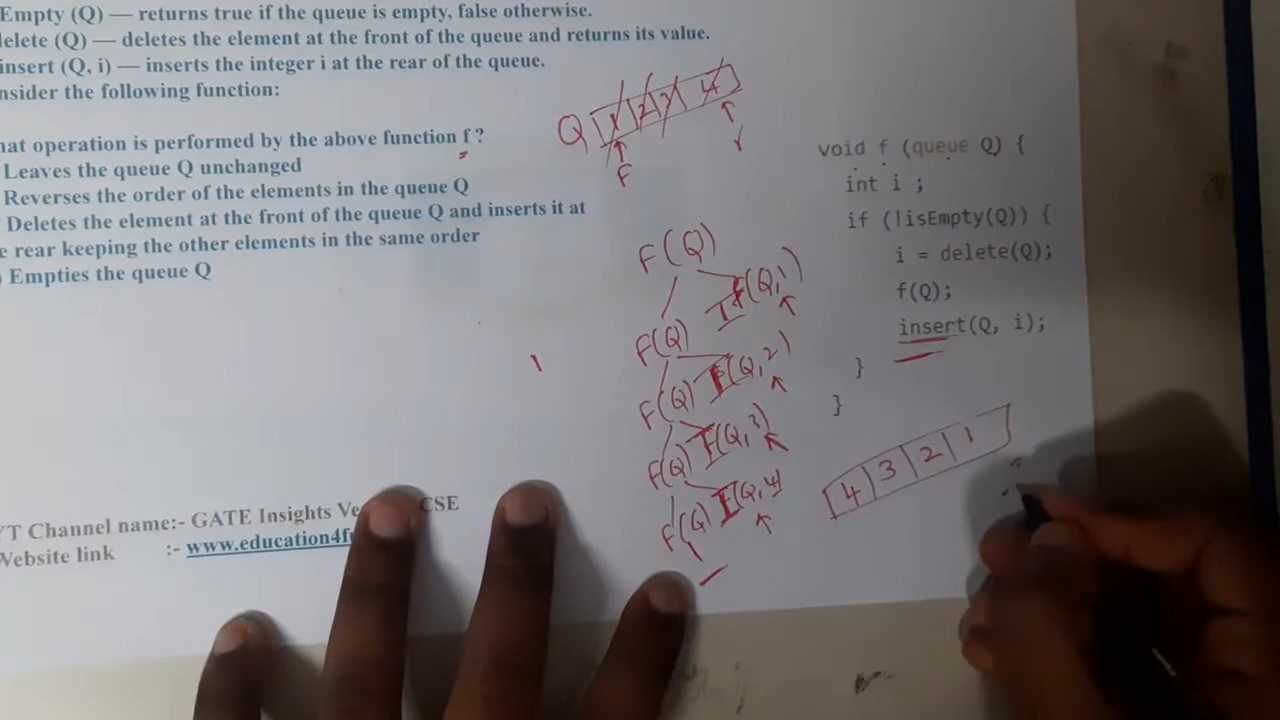 Empty (Q) — returns true if the queue is empty, false otherwise.
elete (Q) — deletes the element at the front of the queue and returns its value.
insert (Q, i) — inserts the integer i at the rear of the queue.
nsider the following function:
hat operation is performed by the above function f ?
Leaves the queue Q unchanged
Reverses the order of the elements in the queue Q
Deletes the element at the front of the queue Q and inserts it at
e rear keeping the other elements in the same order
Empties the queue Q
T Channel name:- GATE Insights Ve CSE
Website link :- www.education4f
Q 1 2 3 4
F r
F(Q)
I(Q,1)
F(Q)
I(Q,2)
F(Q)
I(Q,3)
F(Q)
I(Q,4)
F(Q)
void f (queue Q) {
int i ;
if (!isEmpty(Q)) {
i = delete(Q);
f(Q);
insert(Q, i);
}
}
4 3 2 1